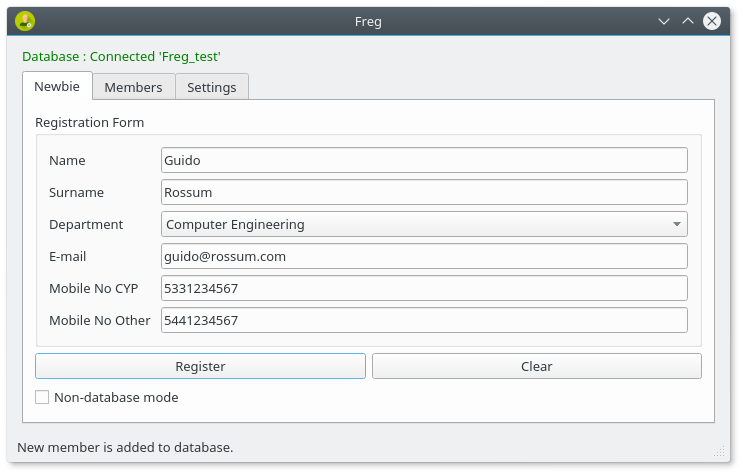 Freg
Database : Connected 'Freg_test'
Newbie Members Settings
Registration Form
Name Guido
Surname Rossum
Department Computer Engineering
E-mail guido@rossum.com
Mobile No CYP 5331234567
Mobile No Other 5441234567
Register Clear
Non-database mode
New member is added to database.